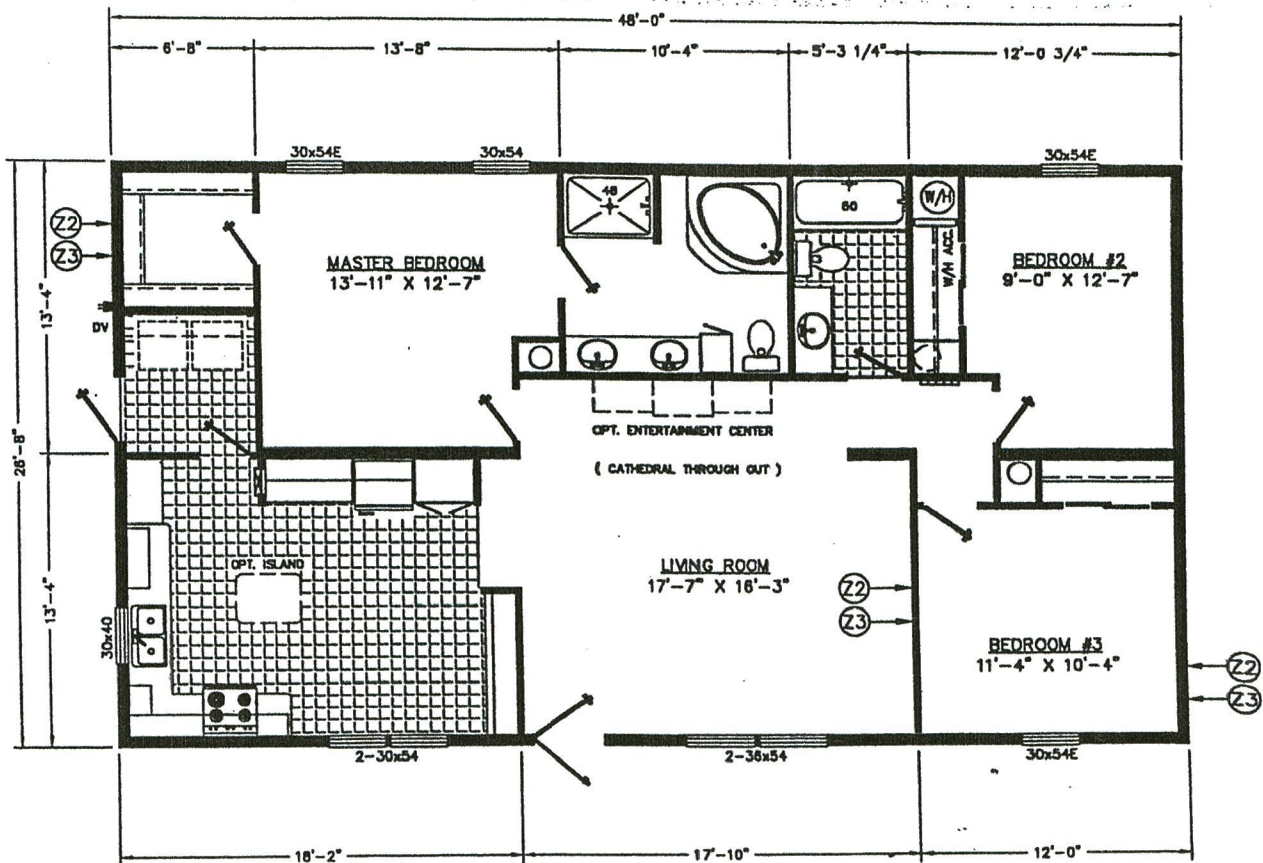 48'-0"
6'-8" 13'-8" 10'-4" 5'-3 1/4" 12'-0 3/4"
30x54E 30x54 30x54E
48
60
W/H
Z2
Z3
W/H ACC.
MASTER BEDROOM
13'-11" X 12'-7"
BEDROOM #2
9'-0" X 12'-7"
13'-4"
DV
OPT. ENTERTAINMENT CENTER
( CATHEDRAL THROUGH OUT )
26'-8"
OPT. ISLAND
LIVING ROOM
17'-7" X 16'-3"
Z2
Z3
13'-4"
30x40
BEDROOM #3
11'-4" X 10'-4"
Z2
Z3
2-30x54 2-36x54 30x54E
18'-2" 17'-10" 12'-0"